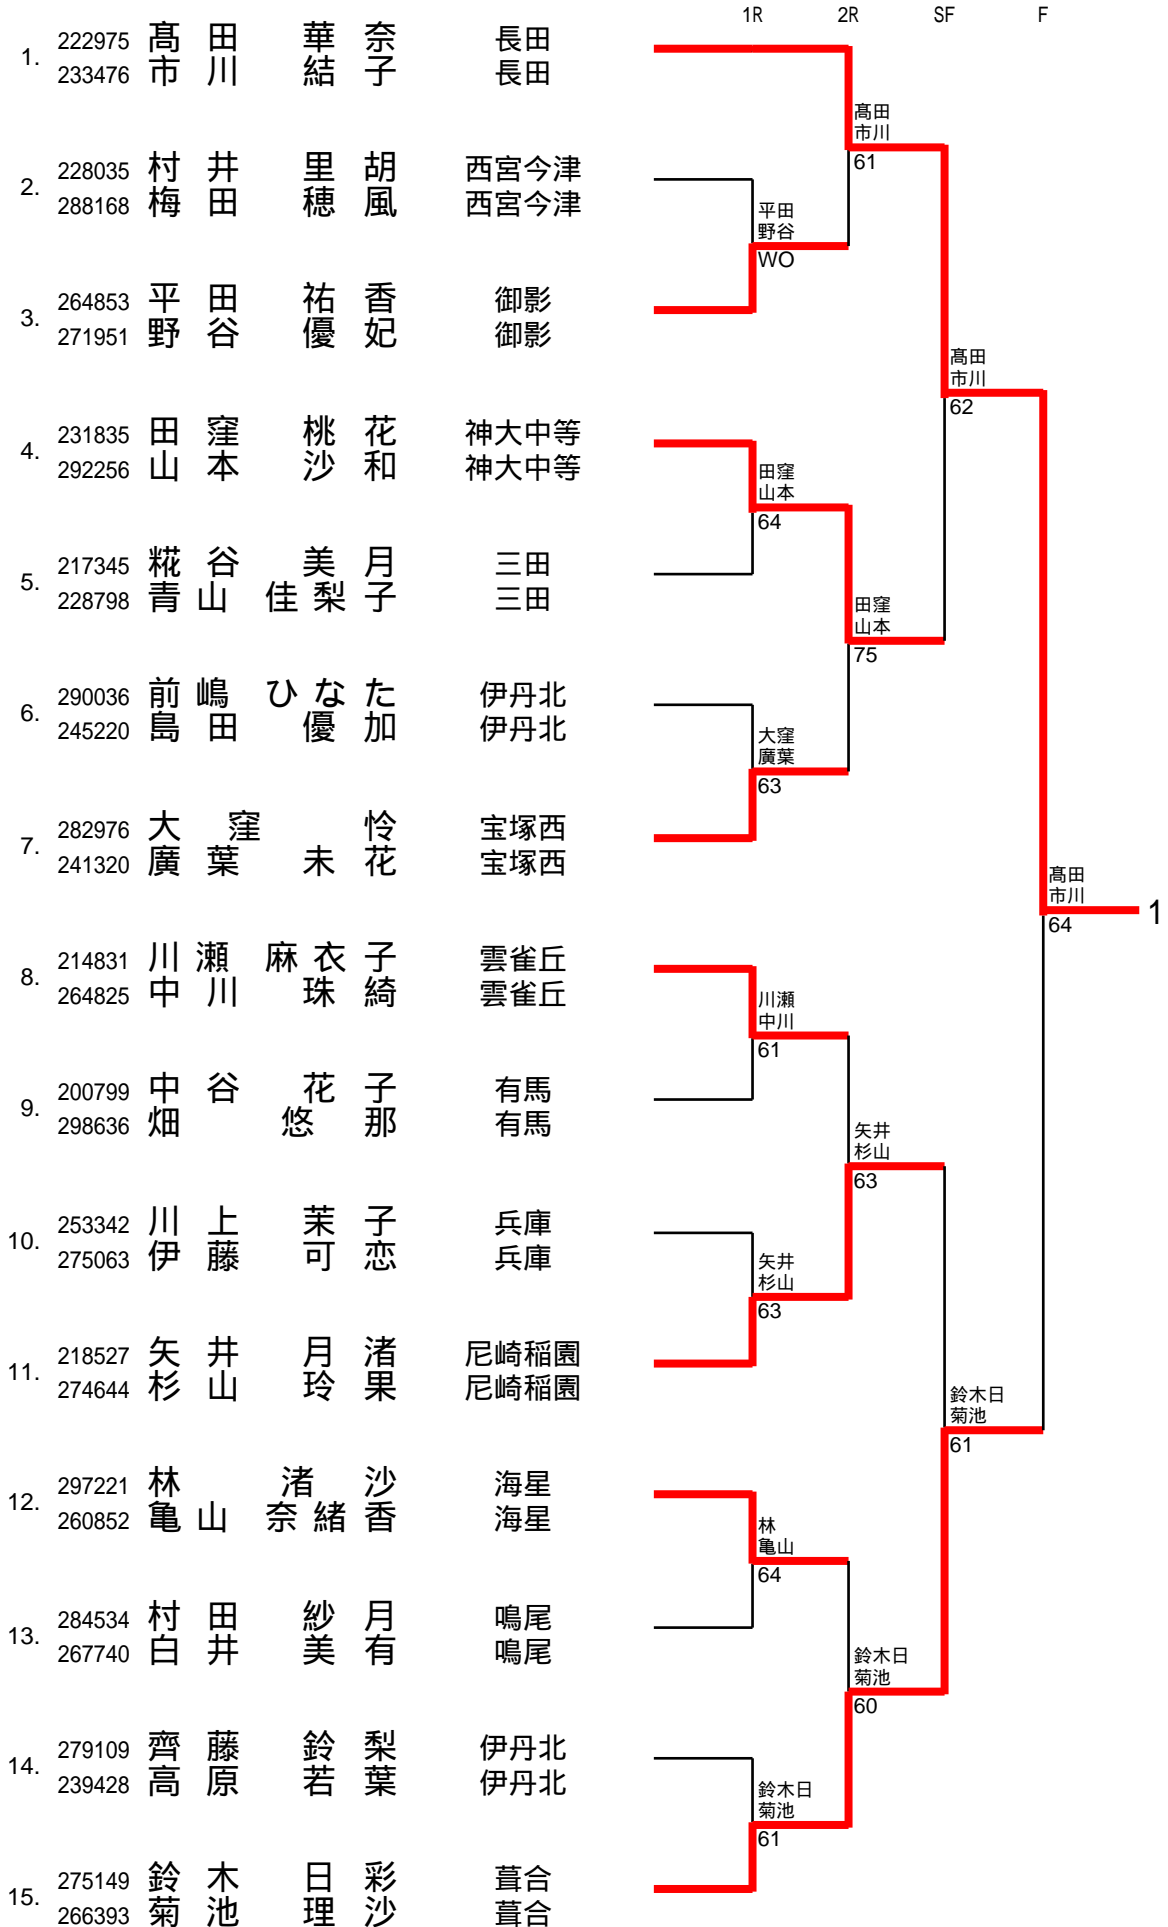 1R 2R SF F
1. 222975 髙田 華奈 長田
233476 市川 結子 長田
髙田
市川
61
2. 228035 村井 里胡 西宮今津
288168 梅田 穂風 西宮今津
平田
野谷
WO
3. 264853 平田 祐香 御影
271951 野谷 優妃 御影
髙田
市川
62
4. 231835 田窪 桃花 神大中等
292256 山本 沙和 神大中等
田窪
山本
64
5. 217345 糀谷 美月 三田
228798 青山 佳梨子 三田
田窪
山本
75
6. 290036 前嶋 ひなた 伊丹北
245220 島田 優加 伊丹北
大窪
廣葉
63
7. 282976 大窪 怜 宝塚西
241320 廣葉 未花 宝塚西
髙田
市川
64
1
8. 214831 川瀬 麻衣子 雲雀丘
264825 中川 珠綺 雲雀丘
川瀬
中川
61
9. 200799 中谷 花子 有馬
298636 畑 悠那 有馬
矢井
杉山
63
10. 253342 川上 茉子 兵庫
275063 伊藤 可恋 兵庫
矢井
杉山
63
11. 218527 矢井 月渚 尼崎稲園
274644 杉山 玲果 尼崎稲園
鈴木日
菊池
61
12. 297221 林 渚沙 海星
260852 亀山 奈緒香 海星
林
亀山
64
13. 284534 村田 紗月 鳴尾
267740 白井 美有 鳴尾
鈴木日
菊池
60
14. 279109 齊藤 鈴梨 伊丹北
239428 高原 若葉 伊丹北
鈴木日
菊池
61
15. 275149 鈴木 日彩 葺合
266393 菊池 理沙 葺合